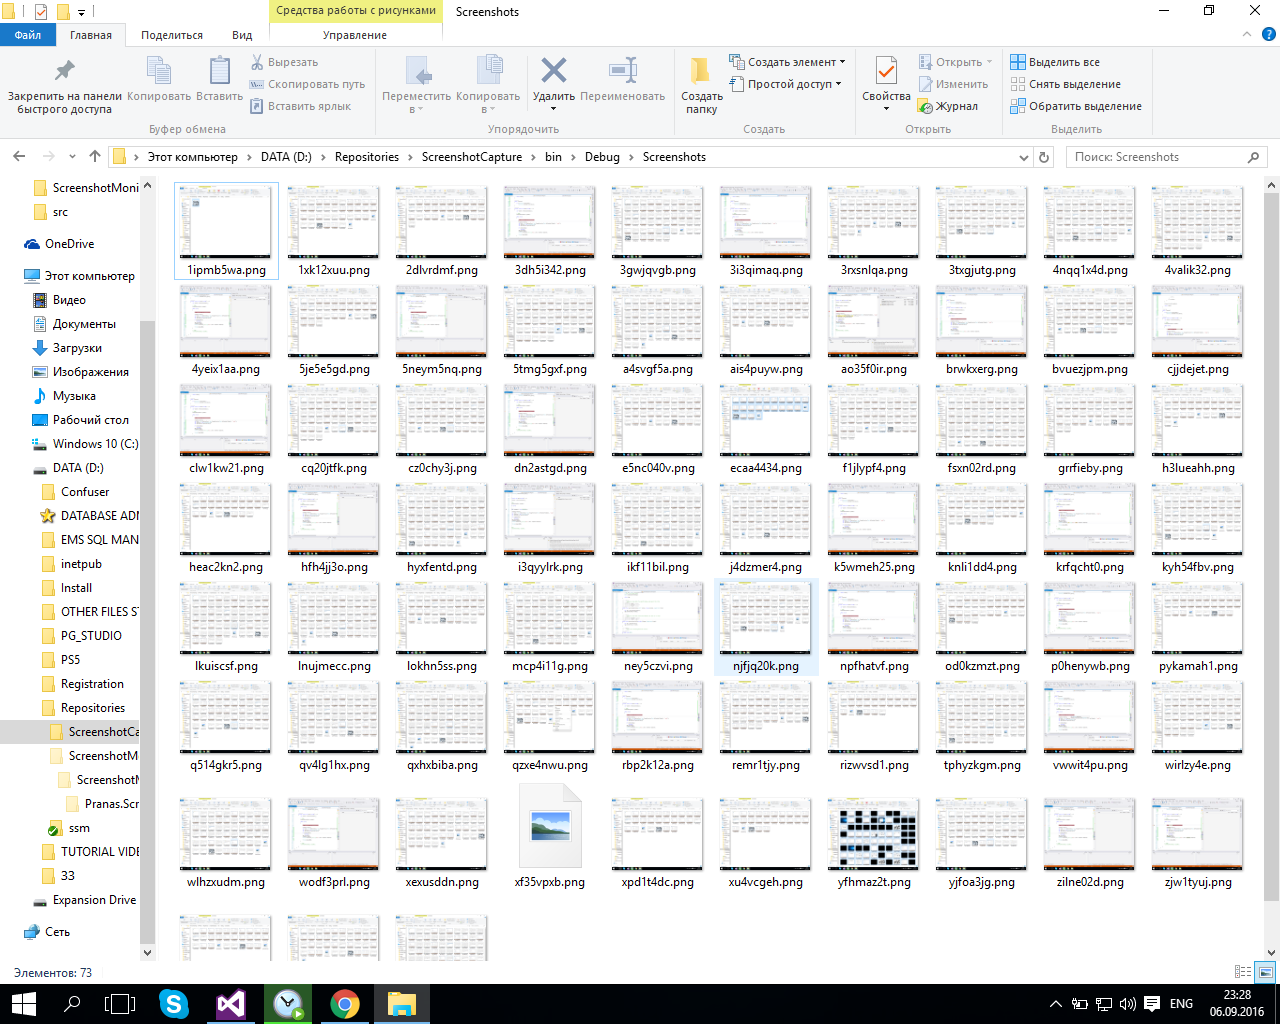 Средства работы с рисунками
Screenshots
Файл
Главная
Поделиться
Вид
Управление
Закрепить на панели быстрого доступа
Копировать
Вставить
Вырезать
Скопировать путь
Вставить ярлык
Буфер обмена
Переместить в
Копировать в
Удалить
Переименовать
Упорядочить
Создать папку
Создать элемент
Простой доступ
Создать
Свойства
Открыть
Изменить
Журнал
Открыть
Выделить все
Снять выделение
Обратить выделение
Выделить
Этот компьютер
DATA (D:)
Repositories
ScreenshotCapture
bin
Debug
Screenshots
Поиск: Screenshots
ScreenshotMoni
src
OneDrive
Этот компьютер
Видео
Документы
Загрузки
Изображения
Музыка
Рабочий стол
Windows 10 (C:)
DATA (D:)
Confuser
DATABASE ADM
EMS SQL MAN
inetpub
Install
OTHER FILES ST
PG_STUDIO
PS5
Registration
Repositories
ScreenshotCa
ScreenshotM
ScreenshotM
Pranas.Scr
ssm
TUTORIAL VIDE
33
Expansion Drive
Сеть
1ipmb5wa.png 1xk12xuu.png 2dlvrdmf.png 3dh5i342.png 3gwjqvgb.png 3i3qimaq.png 3rxsnlqa.png 3txgjutg.png 4nqq1x4d.png 4valik32.png
4yeix1aa.png 5je5e5gd.png 5neym5nq.png 5tmg5gxf.png a4svgf5a.png ais4puyw.png ao35f0ir.png brwkxerg.png bvuezjpm.png cjjdejet.png
clw1kw21.png cq20jtfk.png cz0chy3j.png dn2astgd.png e5nc040v.png ecaa4434.png f1jlypf4.png fsxn02rd.png grrfieby.png h3lueahh.png
heac2kn2.png hfh4jj3o.png hyxfentd.png i3qyylrk.png ikf11bil.png j4dzmer4.png k5wmeh25.png knli1dd4.png krfqcht0.png kyh54fbv.png
lkuiscsf.png lnujmecc.png lokhn5ss.png mcp4i11g.png ney5czvi.png njfjq20k.png npfhatvf.png od0kzmzt.png p0henywb.png pykamah1.png
q514gkr5.png qv4lg1hx.png qxhxbiba.png qzxe4nwu.png rbp2k12a.png remr1tjy.png rizwvsd1.png tphyzkgm.png vwwit4pu.png wirlzy4e.png
wlhzxudm.png wodf3prl.png xexusddn.png xf35vpxb.png xpd1t4dc.png xu4vcgeh.png yfhmaz2t.png yjfoa3jg.png zilne02d.png zjw1tyuj.png
Элементов: 73
ENG
23:28
06.09.2016